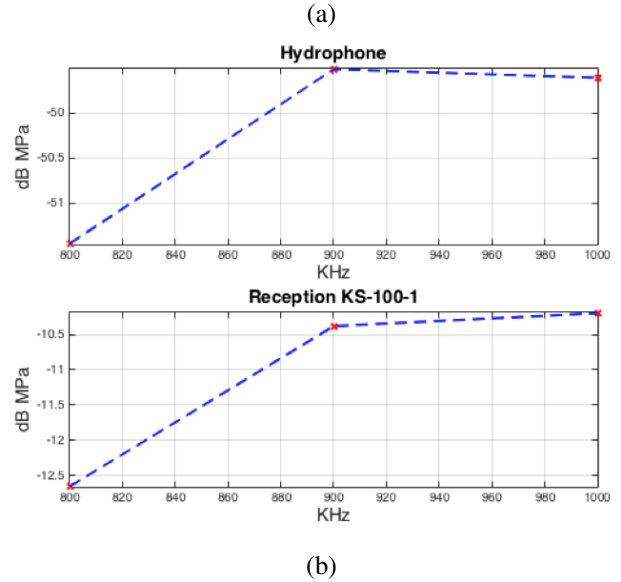 (a)
Hydrophone
dB MPa
-50
-50.5
-51
800 820 840 860 880 900 920 940 960 980 1000
KHz
Reception KS-100-1
dB MPa
-10.5
-11
-11.5
-12
-12.5
800 820 840 860 880 900 920 940 960 980 1000
KHz
(b)